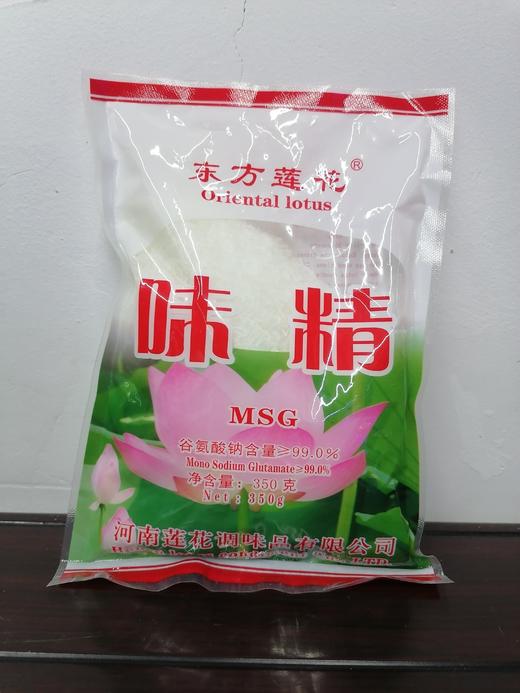 东方莲花®
Oriental lotus
味精
MSG
谷氨酸钠含量≥99.0%
Mono Sodium Glutamate≥99.0%
净含量：350克
Net：350g
河南莲花调味品有限公司